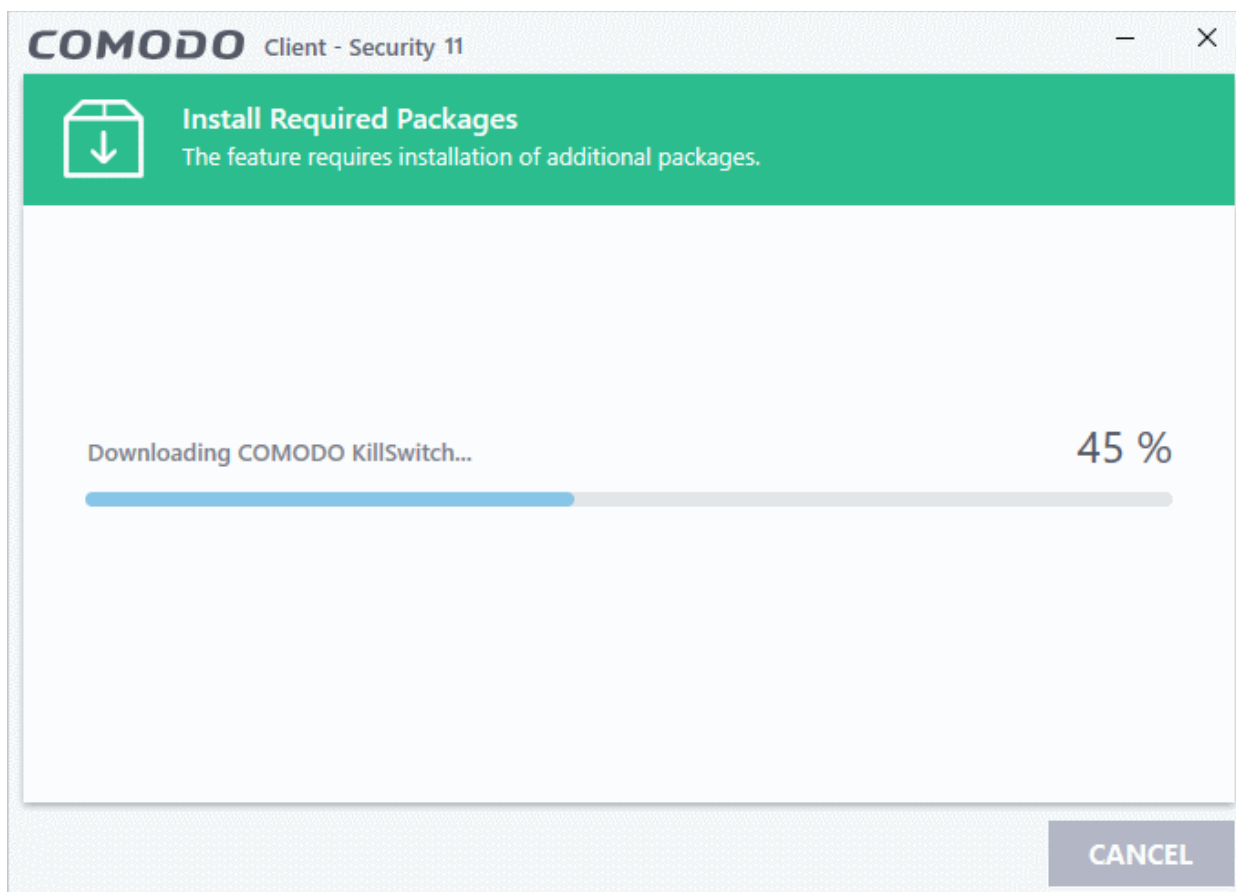 COMODO Client - Security 11
Install Required Packages
The feature requires installation of additional packages.
Downloading COMODO KillSwitch...
45 %
CANCEL